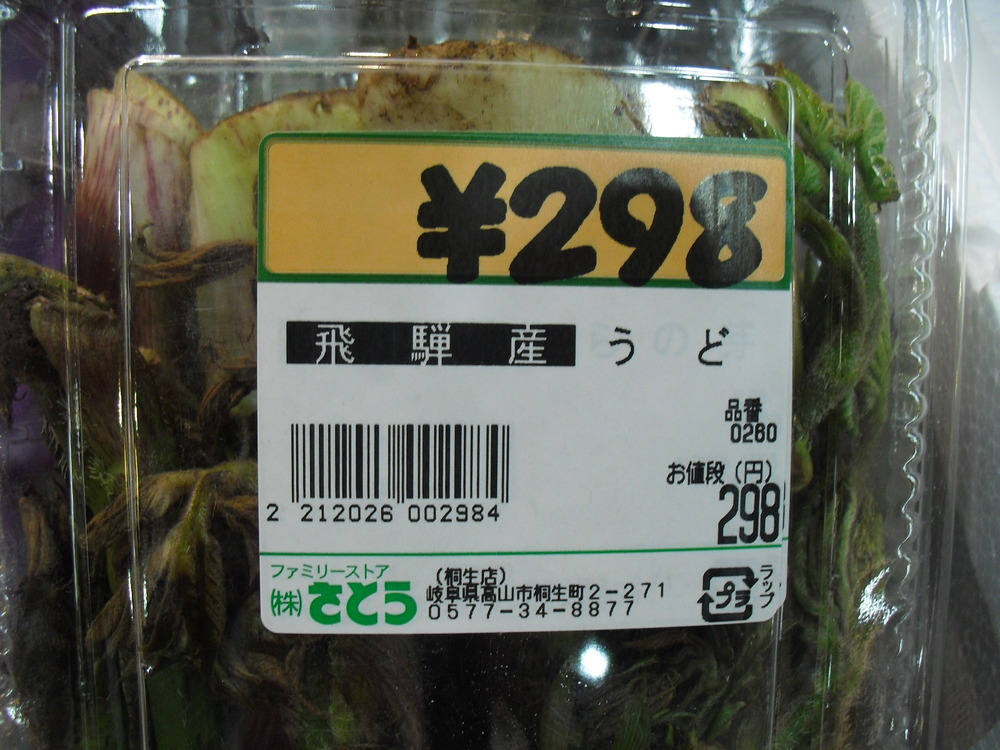 ¥298
飛騨産うど
品番
0260
お値段（円）
298
2 212026 002984
ファミリーストア
(株)さとう
（桐生店）
岐阜県高山市桐生町2-271
0577-34-8877
プラ
ラップ